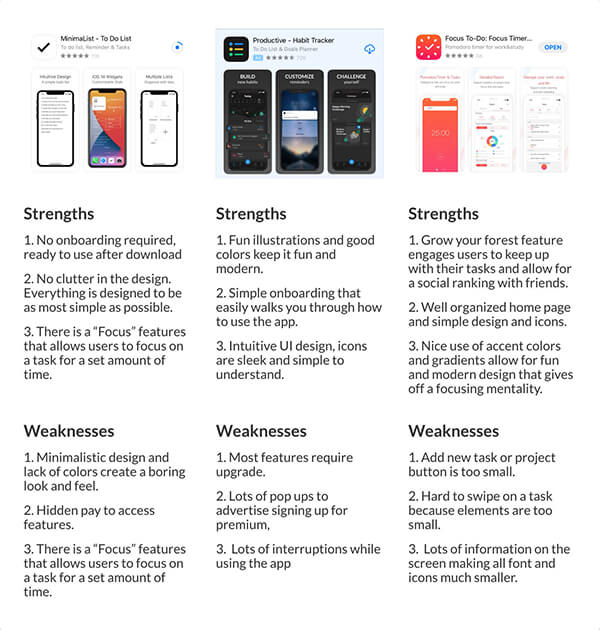 MinimaList - To Do List
To do list, Reminder & Tasks
Productive - Habit Tracker
To Do List & Goals Planner
Ad
Focus To-Do: Focus Timer...
Pomodoro timer for work&study
OPEN
Intuitive Design
A simple tasks list
iOS 14 Widgets
Customizable Style
Multiple Lists
BUILD
new habits
CUSTOMIZE
reminders
CHALLENGE
yourself
Pomodoro Timer & Tasks
25:00
Strengths
1. No onboarding required,
ready to use after download
2. No clutter in the design.
Everything is designed to be
as most simple as possible.
3. There is a “Focus” features
that allows users to focus on
a task for a set amount of
time.
Strengths
1. Fun illustrations and good
colors keep it fun and
modern.
2. Simple onboarding that
easily walks you through how
to use the app.
3. Intuitive UI design, icons
are sleek and simple to
understand.
Strengths
1. Grow your forest feature
engages users to keep up
with their tasks and allow for
a social ranking with friends.
2. Well organized home page
and simple design and icons.
3. Nice use of accent colors
and gradients allow for fun
and modern design that gives
off a focusing mentality.
Weaknesses
1. Minimalistic design and
lack of colors create a boring
look and feel.
2. Hidden pay to access
features.
3. There is a “Focus” features
that allows users to focus on
a task for a set amount of
time.
Weaknesses
1. Most features require
upgrade.
2. Lots of pop ups to
advertise signing up for
premium,
3. Lots of interruptions while
using the app
Weaknesses
1. Add new task or project
button is too small.
2. Hard to swipe on a task
because elements are too
small.
3. Lots of information on the
screen making all font and
icons much smaller.